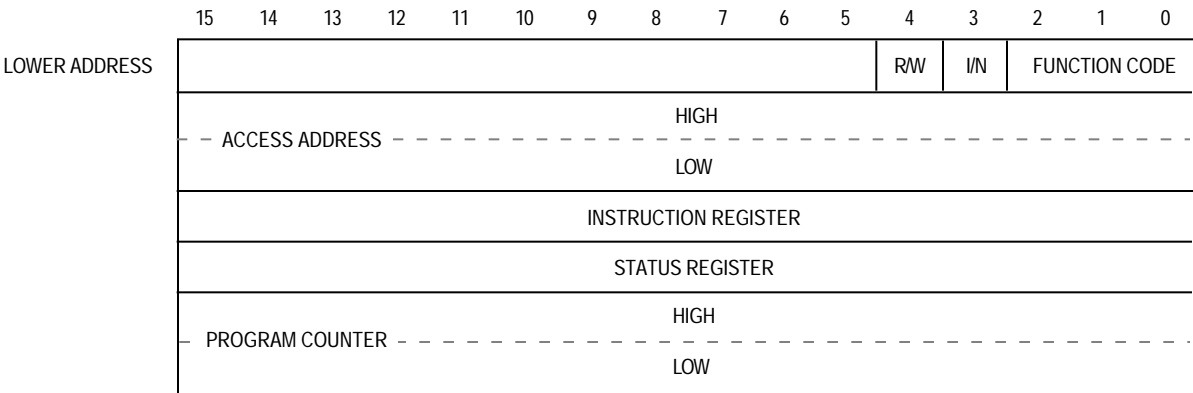 15 14 13 12 11 10 9 8 7 6 5 4 3 2 1 0
LOWER ADDRESS R/W I/N FUNCTION CODE
HIGH
ACCESS ADDRESS
LOW
INSTRUCTION REGISTER
STATUS REGISTER
HIGH
PROGRAM COUNTER
LOW